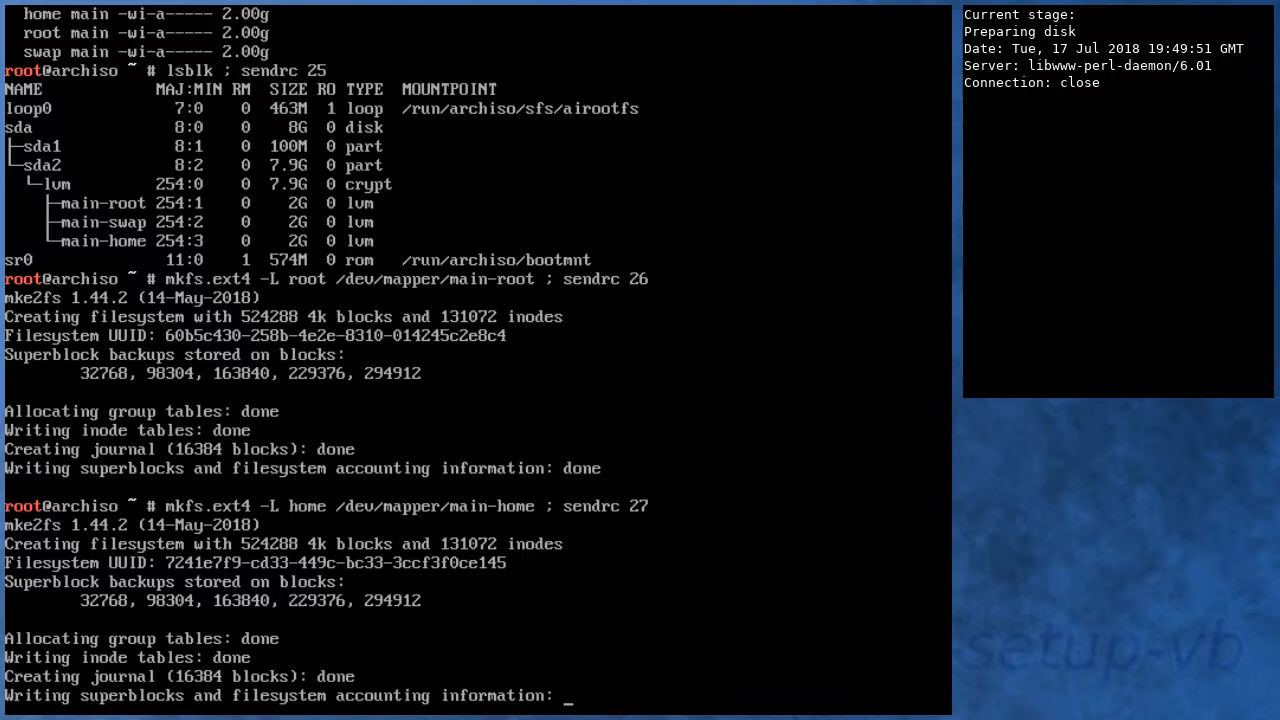 home main -wi-a----- 2.00g
  root main -wi-a----- 2.00g
  swap main -wi-a----- 2.00g
root@archiso ~ # lsblk ; sendrc 25
NAME            MAJ:MIN RM  SIZE RO TYPE  MOUNTPOINT
loop0             7:0    0  463M  1 loop  /run/archiso/sfs/airootfs
sda               8:0    0    8G  0 disk
├─sda1            8:1    0  100M  0 part
└─sda2            8:2    0  7.9G  0 part
  └─lvm         254:0    0  7.9G  0 crypt
    ├─main-root 254:1    0    2G  0 lvm
    ├─main-swap 254:2    0    2G  0 lvm
    └─main-home 254:3    0    2G  0 lvm
sr0              11:0    1  574M  0 rom   /run/archiso/bootmnt
root@archiso ~ # mkfs.ext4 -L root /dev/mapper/main-root ; sendrc 26
mke2fs 1.44.2 (14-May-2018)
Creating filesystem with 524288 4k blocks and 131072 inodes
Filesystem UUID: 60b5c430-258b-4e2e-8310-014245c2e8c4
Superblock backups stored on blocks:
        32768, 98304, 163840, 229376, 294912
Allocating group tables: done
Writing inode tables: done
Creating journal (16384 blocks): done
Writing superblocks and filesystem accounting information: done
root@archiso ~ # mkfs.ext4 -L home /dev/mapper/main-home ; sendrc 27
mke2fs 1.44.2 (14-May-2018)
Creating filesystem with 524288 4k blocks and 131072 inodes
Filesystem UUID: 7241e7f9-cd33-449c-bc33-3ccf3f0ce145
Superblock backups stored on blocks:
        32768, 98304, 163840, 229376, 294912
Allocating group tables: done
Writing inode tables: done
Creating journal (16384 blocks): done
Writing superblocks and filesystem accounting information: _
Current stage:
Preparing disk
Date: Tue, 17 Jul 2018 19:49:51 GMT
Server: libwww-perl-daemon/6.01
Connection: close
setup-vb